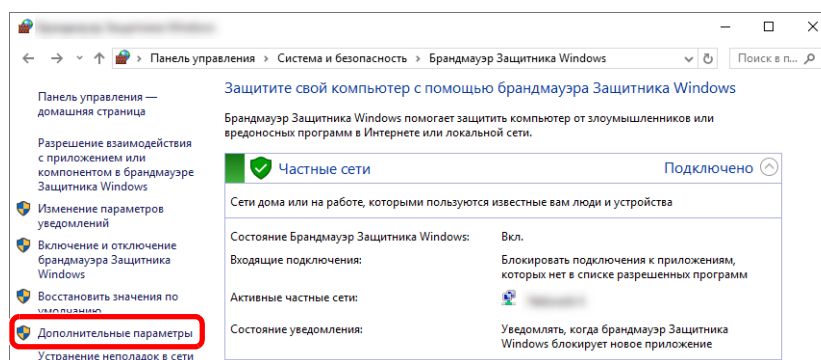 Панель управления › Система и безопасность › Брандмауэр Защитника Windows
Поиск в п...
Панель управления —
домашняя страница
Разрешение взаимодействия
с приложением или
компонентом в брандмауэре
Защитника Windows
Изменение параметров
уведомлений
Включение и отключение
брандмауэра Защитника
Windows
Восстановить значения по
умолчанию
Дополнительные параметры
Устранение неполадок в сети
Защитите свой компьютер с помощью брандмауэра Защитника Windows
Брандмауэр Защитника Windows помогает защитить компьютер от злоумышленников или
вредоносных программ в Интернете или локальной сети.
Частные сети
Подключено
Сети дома или на работе, которыми пользуются известные вам люди и устройства
Состояние Брандмауэр Защитника Windows:
Вкл.
Входящие подключения:
Блокировать подключения к приложениям,
которых нет в списке разрешенных программ
Активные частные сети:
Состояние уведомления:
Уведомлять, когда брандмауэр Защитника
Windows блокирует новое приложение